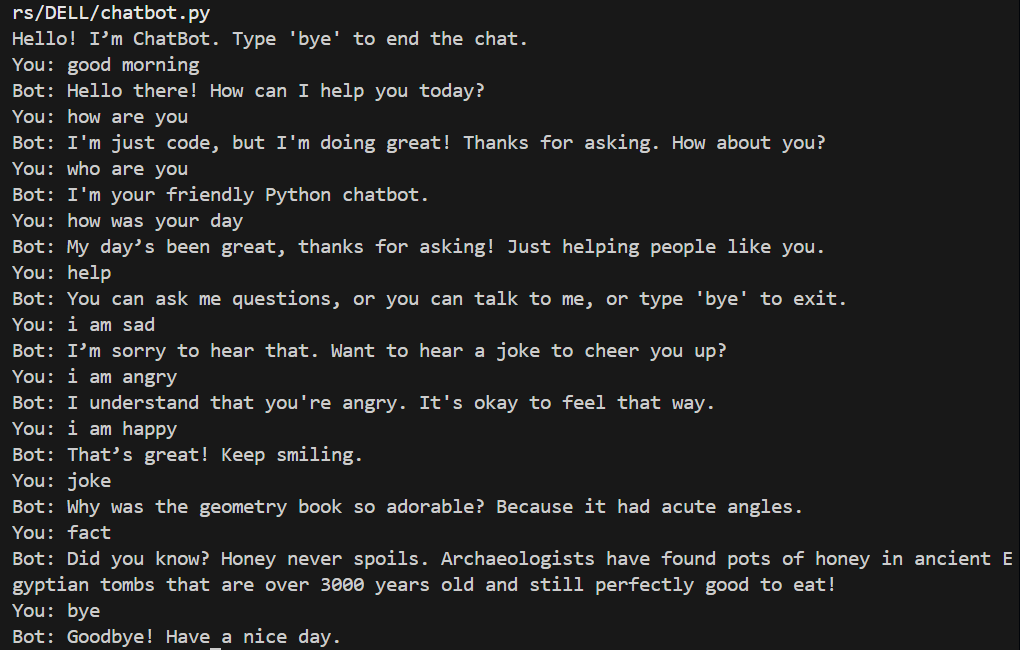 rs/DELL/chatbot.py
Hello! I’m ChatBot. Type 'bye' to end the chat.
You: good morning
Bot: Hello there! How can I help you today?
You: how are you
Bot: I'm just code, but I'm doing great! Thanks for asking. How about you?
You: who are you
Bot: I'm your friendly Python chatbot.
You: how was your day
Bot: My day’s been great, thanks for asking! Just helping people like you.
You: help
Bot: You can ask me questions, or you can talk to me, or type 'bye' to exit.
You: i am sad
Bot: I’m sorry to hear that. Want to hear a joke to cheer you up?
You: i am angry
Bot: I understand that you're angry. It's okay to feel that way.
You: i am happy
Bot: That’s great! Keep smiling.
You: joke
Bot: Why was the geometry book so adorable? Because it had acute angles.
You: fact
Bot: Did you know? Honey never spoils. Archaeologists have found pots of honey in ancient E
gyptian tombs that are over 3000 years old and still perfectly good to eat!
You: bye
Bot: Goodbye! Have a nice day.